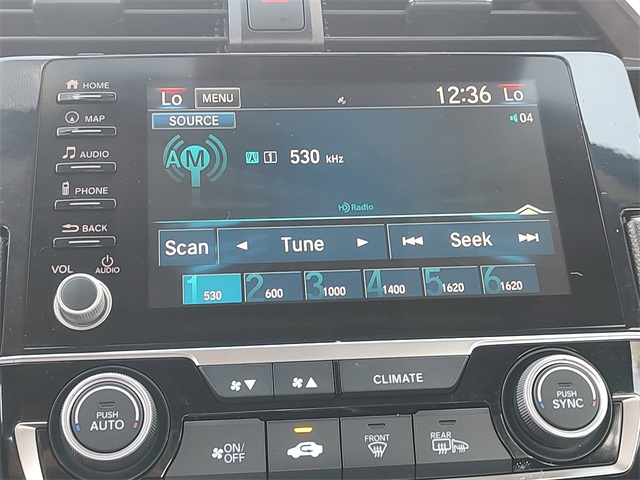 HOME
MAP
AUDIO
PHONE
BACK
VOL AUDIO
Lo MENU 12:36 Lo
SOURCE 04
AM 1 530 kHz
HD Radio
Scan Tune Seek
1 530 2 600 3 1000 4 1400 5 1620 6 1620
CLIMATE
PUSH AUTO
PUSH SYNC
ON/OFF
FRONT
REAR